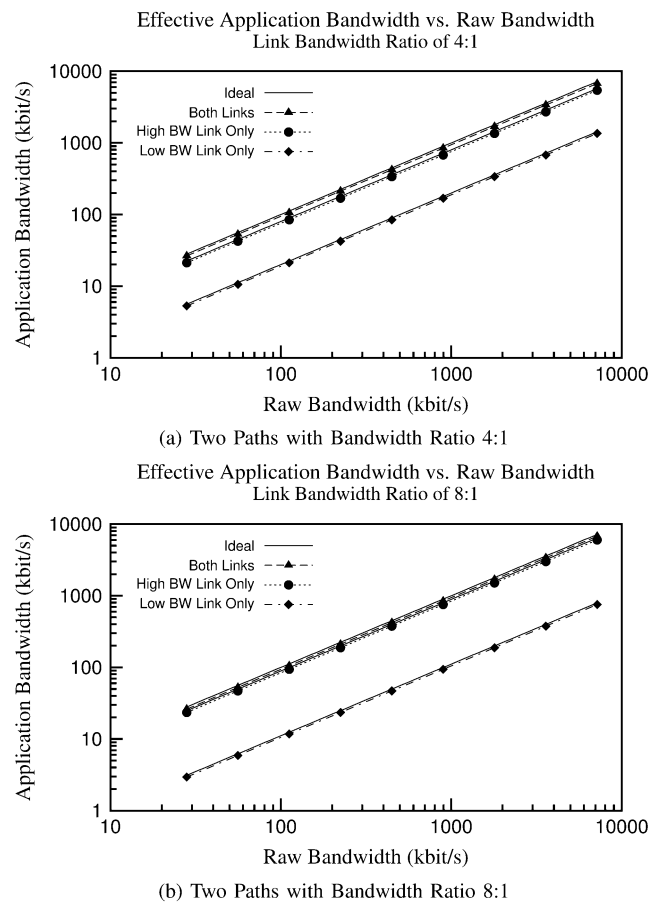 Effective Application Bandwidth vs. Raw Bandwidth
Link Bandwidth Ratio of 4:1
Application Bandwidth (kbit/s)
10000
1000
100
10
1
Ideal
Both Links
High BW Link Only
Low BW Link Only
10 100 1000 10000
Raw Bandwidth (kbit/s)
(a) Two Paths with Bandwidth Ratio 4:1
Effective Application Bandwidth vs. Raw Bandwidth
Link Bandwidth Ratio of 8:1
Application Bandwidth (kbit/s)
10000
1000
100
10
1
Ideal
Both Links
High BW Link Only
Low BW Link Only
10 100 1000 10000
Raw Bandwidth (kbit/s)
(b) Two Paths with Bandwidth Ratio 8:1